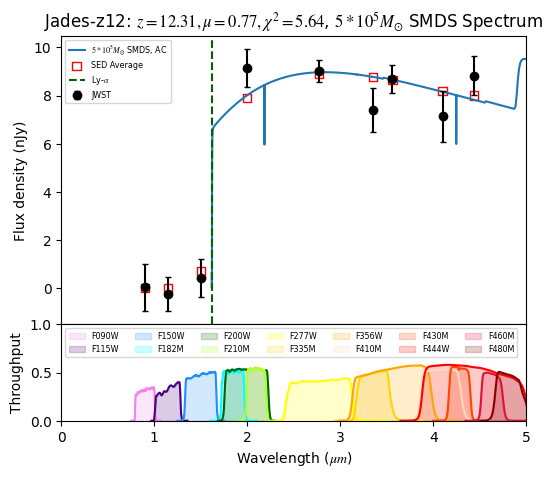 Jades-z12: z = 12.31, μ = 0.77, χ² = 5.64, 5 * 10⁵M⊙ SMDS Spectrum
5*10⁵M⊙ SMDS, AC
SED Average
Ly-α
JWST
Flux density (nJy)
10
8
6
4
2
0
F090W F150W F200W F277W F356W F430M F460M
F115W F182M F210M F335M F410M F444W F480M
Throughput
1.0
0.5
0.0
0 1 2 3 4 5
Wavelength (μm)